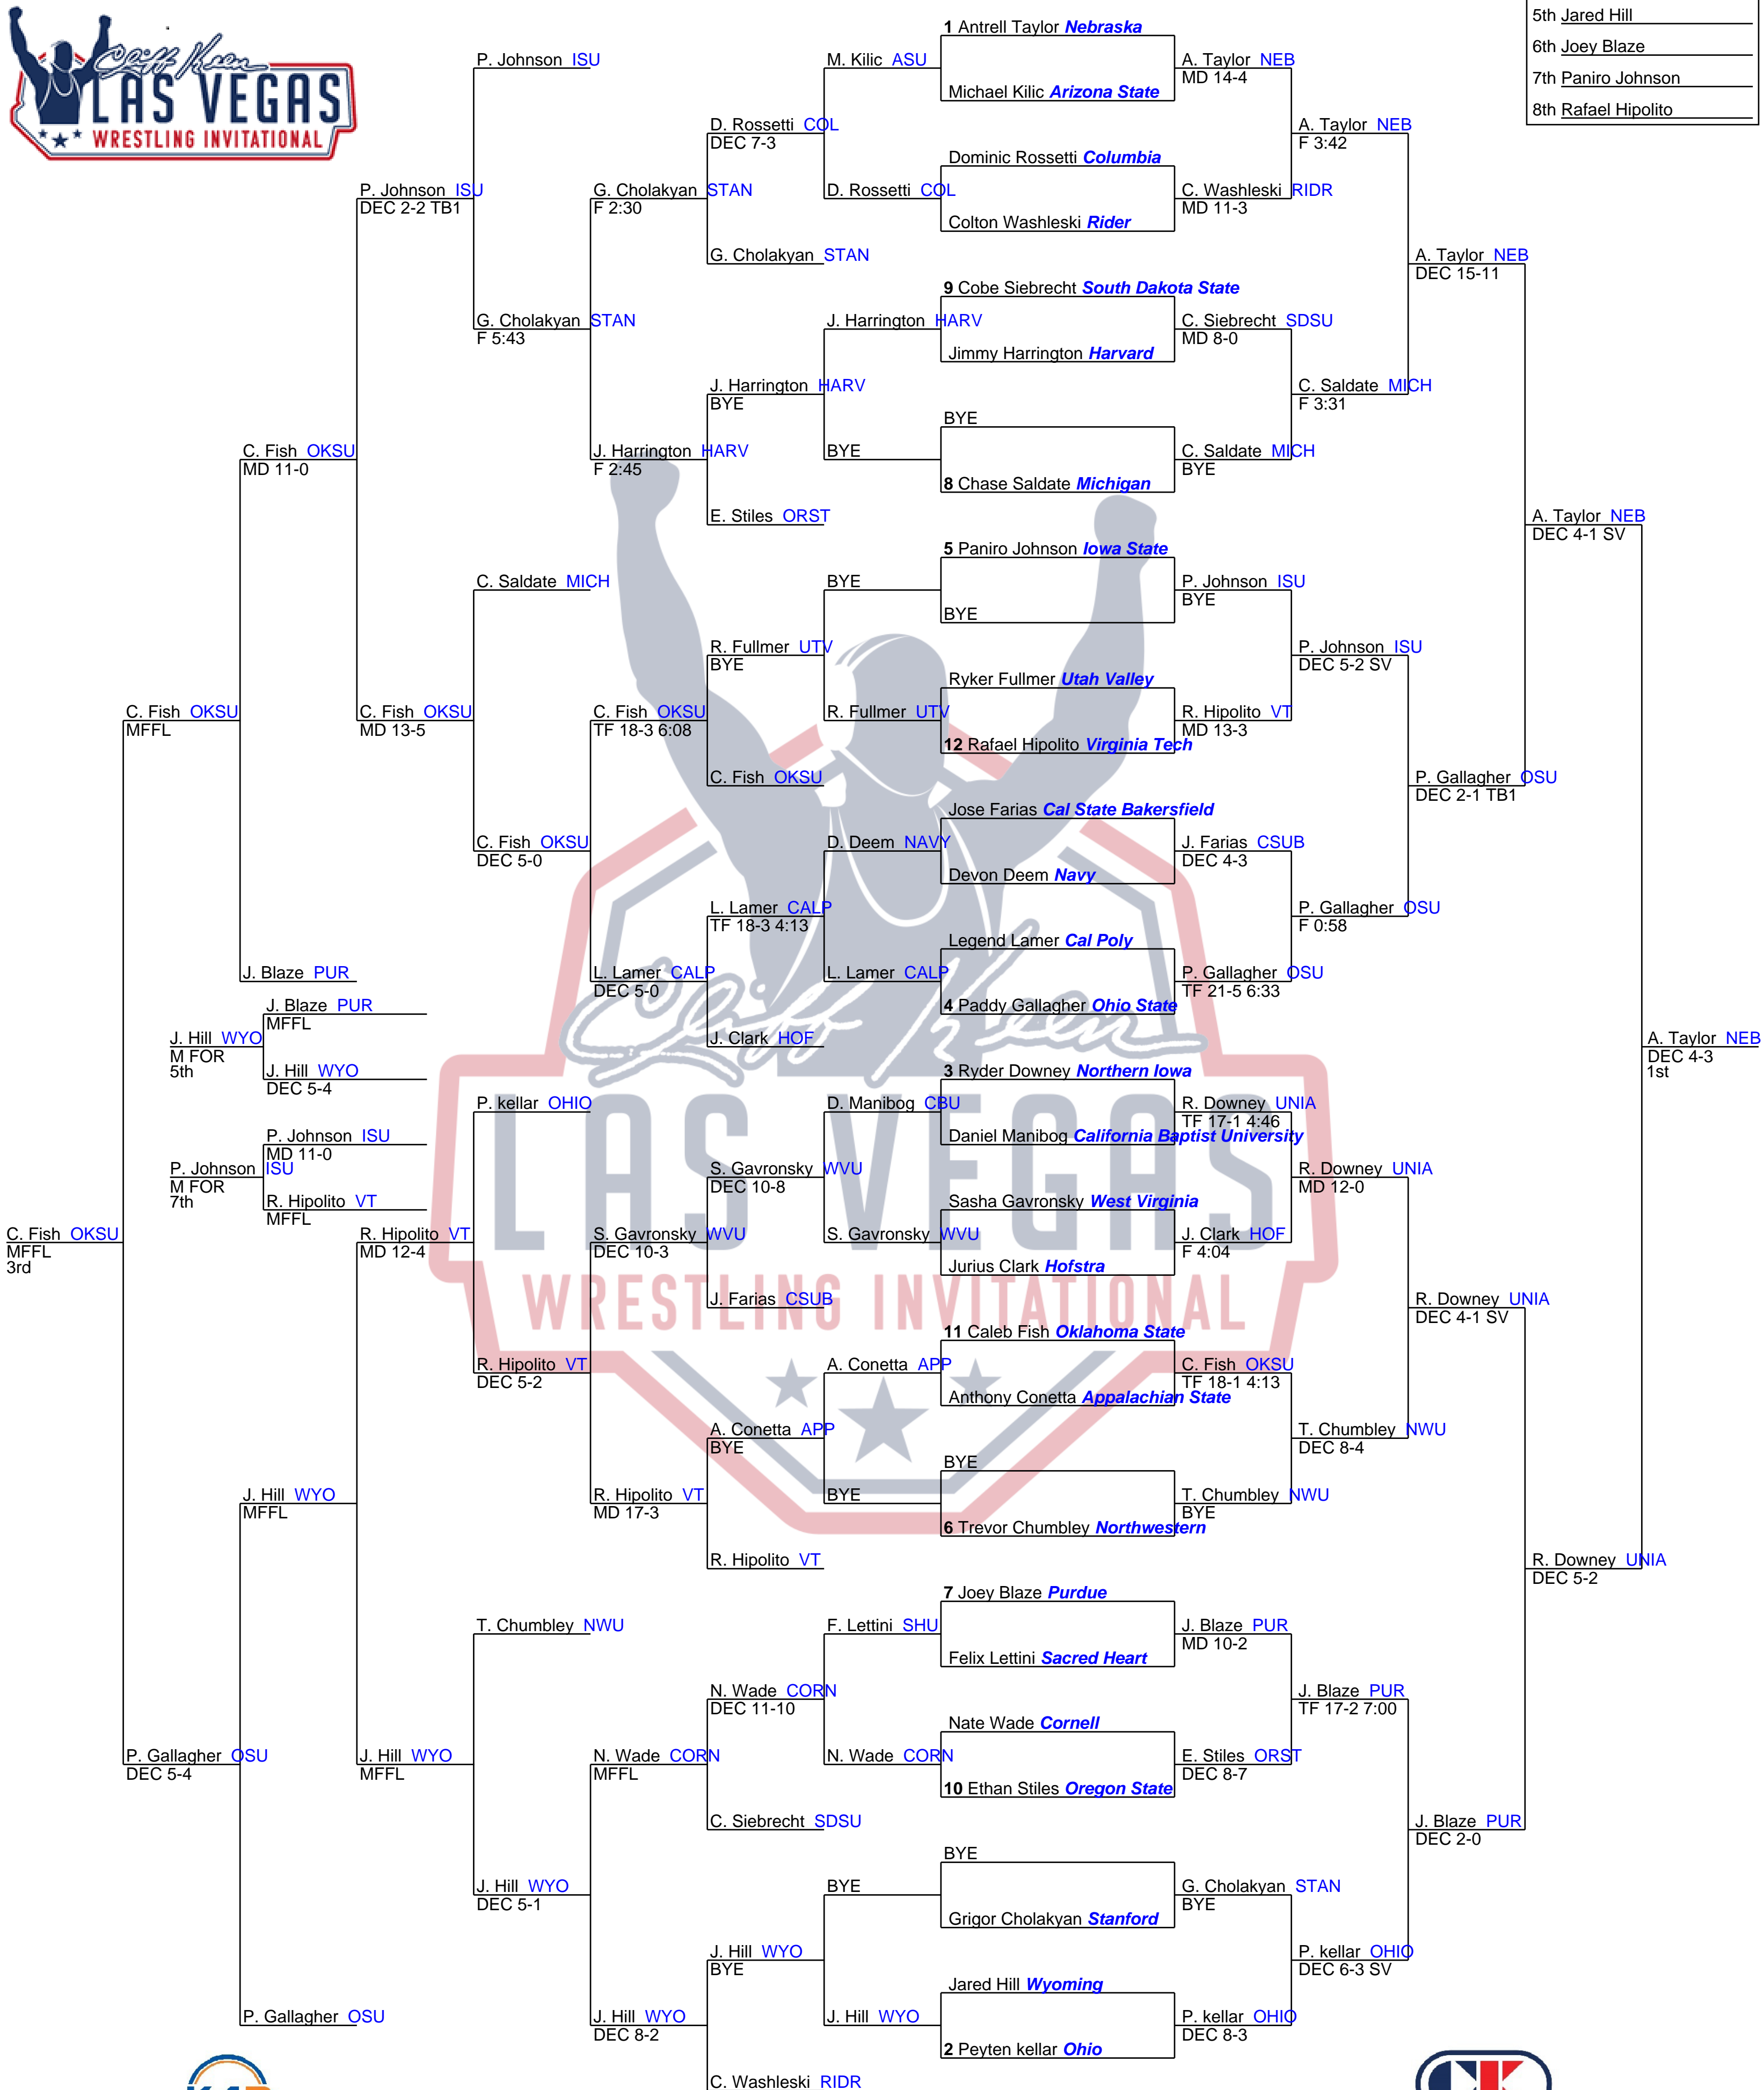 Cliff Keen
LAS VEGAS
WRESTLING INVITATIONAL
5th Jared Hill
6th Joey Blaze
7th Paniro Johnson
8th Rafael Hipolito
P. Johnson ISU
G. Cholakyan STAN
F 5:43
P. Johnson ISU
DEC 2-2 TB1
C. Saldate MICH
C. Fish OKSU
DEC 5-0
C. Fish OKSU
MD 13-5
C. Fish OKSU
MD 11-0
J. Blaze PUR
C. Fish OKSU
MFFL
J. Blaze PUR
MFFL
J. Hill WYO
M FOR
5th
J. Hill WYO
DEC 5-4
P. Johnson ISU
MD 11-0
P. Johnson ISU
M FOR
7th
R. Hipolito VT
MFFL
C. Fish OKSU
MFFL
3rd
P. kellar OHIO
R. Hipolito VT
DEC 5-2
R. Hipolito VT
MD 12-4
T. Chumbley NWU
J. Hill WYO
DEC 5-1
J. Hill WYO
MFFL
J. Hill WYO
MFFL
P. Gallagher OSU
P. Gallagher OSU
DEC 5-4
M. Kilic ASU
D. Rossetti COL
D. Rossetti COL
DEC 7-3
G. Cholakyan STAN
G. Cholakyan STAN
F 2:30
J. Harrington HARV
BYE
J. Harrington HARV
BYE
E. Stiles ORST
J. Harrington HARV
F 2:45
BYE
R. Fullmer UTV
R. Fullmer UTV
BYE
C. Fish OKSU
C. Fish OKSU
TF 18-3 6:08
D. Deem NAVY
L. Lamer CALP
L. Lamer CALP
TF 18-3 4:13
J. Clark HOF
L. Lamer CALP
DEC 5-0
D. Manibog CBU
S. Gavronsky WVU
S. Gavronsky WVU
DEC 10-8
J. Farias CSUB
S. Gavronsky WVU
DEC 10-3
A. Conetta APP
BYE
A. Conetta APP
BYE
R. Hipolito VT
R. Hipolito VT
MD 17-3
F. Lettini SHU
N. Wade CORN
N. Wade CORN
DEC 11-10
C. Siebrecht SDSU
N. Wade CORN
MFFL
BYE
J. Hill WYO
J. Hill WYO
BYE
C. Washleski RIDR
J. Hill WYO
DEC 8-2
1 Antrell Taylor Nebraska
Michael Kilic Arizona State
Dominic Rossetti Columbia
Colton Washleski Rider
9 Cobe Siebrecht South Dakota State
Jimmy Harrington Harvard
BYE
8 Chase Saldate Michigan
5 Paniro Johnson Iowa State
BYE
Ryker Fullmer Utah Valley
12 Rafael Hipolito Virginia Tech
Jose Farias Cal State Bakersfield
Devon Deem Navy
Legend Lamer Cal Poly
4 Paddy Gallagher Ohio State
3 Ryder Downey Northern Iowa
Daniel Manibog California Baptist University
Sasha Gavronsky West Virginia
Jurius Clark Hofstra
11 Caleb Fish Oklahoma State
Anthony Conetta Appalachian State
BYE
6 Trevor Chumbley Northwestern
7 Joey Blaze Purdue
Felix Lettini Sacred Heart
Nate Wade Cornell
10 Ethan Stiles Oregon State
BYE
Grigor Cholakyan Stanford
Jared Hill Wyoming
2 Peyten kellar Ohio
A. Taylor NEB
MD 14-4
C. Washleski RIDR
MD 11-3
C. Siebrecht SDSU
MD 8-0
C. Saldate MICH
BYE
P. Johnson ISU
BYE
R. Hipolito VT
MD 13-3
J. Farias CSUB
DEC 4-3
P. Gallagher OSU
TF 21-5 6:33
R. Downey UNIA
TF 17-1 4:46
J. Clark HOF
F 4:04
C. Fish OKSU
TF 18-1 4:13
T. Chumbley NWU
BYE
J. Blaze PUR
MD 10-2
E. Stiles ORST
DEC 8-7
G. Cholakyan STAN
BYE
P. kellar OHIO
DEC 8-3
A. Taylor NEB
F 3:42
C. Saldate MICH
F 3:31
P. Johnson ISU
DEC 5-2 SV
P. Gallagher OSU
F 0:58
R. Downey UNIA
MD 12-0
T. Chumbley NWU
DEC 8-4
J. Blaze PUR
TF 17-2 7:00
P. kellar OHIO
DEC 6-3 SV
A. Taylor NEB
DEC 15-11
P. Gallagher OSU
DEC 2-1 TB1
R. Downey UNIA
DEC 4-1 SV
J. Blaze PUR
DEC 2-0
A. Taylor NEB
DEC 4-1 SV
R. Downey UNIA
DEC 5-2
A. Taylor NEB
DEC 4-3
1st
Cliff Keen
LAS VEGAS
WRESTLING INVITATIONAL